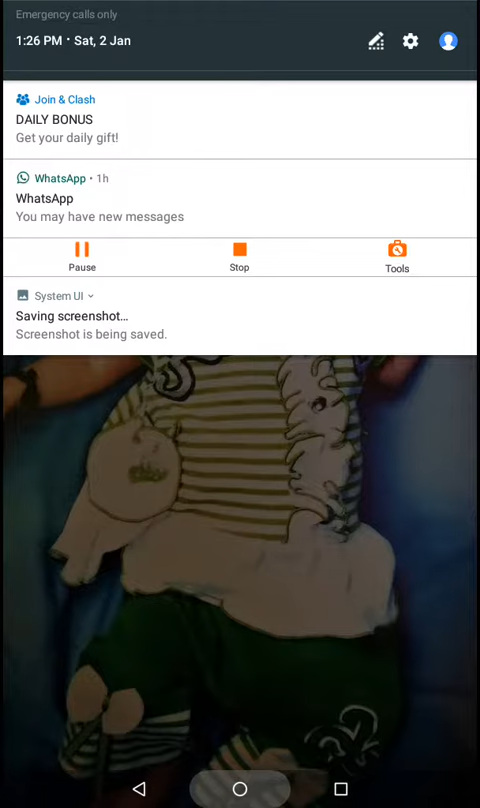 Emergency calls only
1:26 PM · Sat, 2 Jan
Join & Clash
DAILY BONUS
Get your daily gift!
WhatsApp • 1h
WhatsApp
You may have new messages
Pause
Stop
Tools
System UI
Saving screenshot…
Screenshot is being saved.